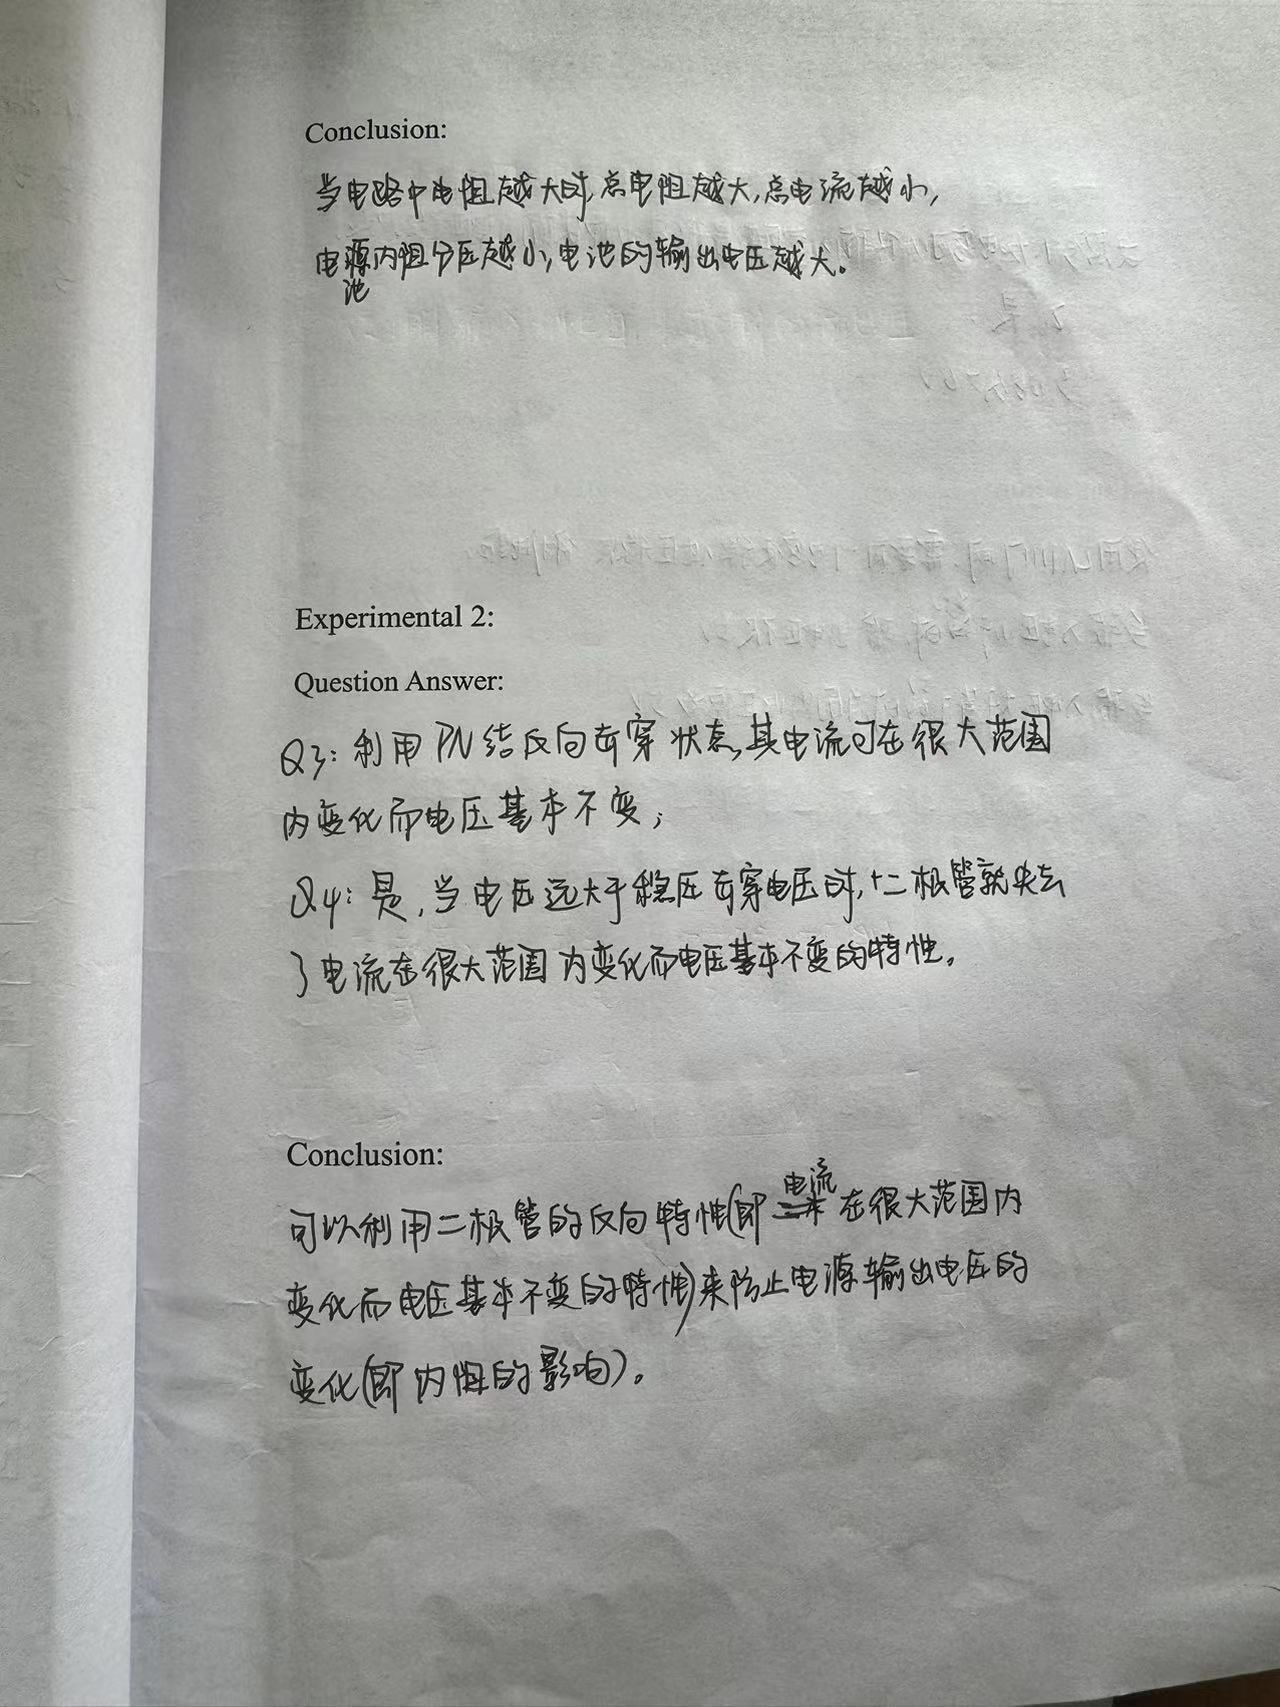 Conclusion:
当电路中电阻越大时,总电阻越大,总电流越小,
电源内阻分压越小,电池的输出电压越大。
池
Experimental 2:
Question Answer:
Q3: 利用PN结反向击穿状态,其电流可在很大范围
内变化而电压基本不变;
Q4: 是,当电压远大于稳压击穿电压时,二极管就失去
了电流在很大范围内变化而电压基本不变的特性。
Conclusion:
电流
可以利用二极管的反向特性(即在很大范围内
变化而电压基本不变的特性)来防止电源输出电压的
变化(即内阻的影响)。